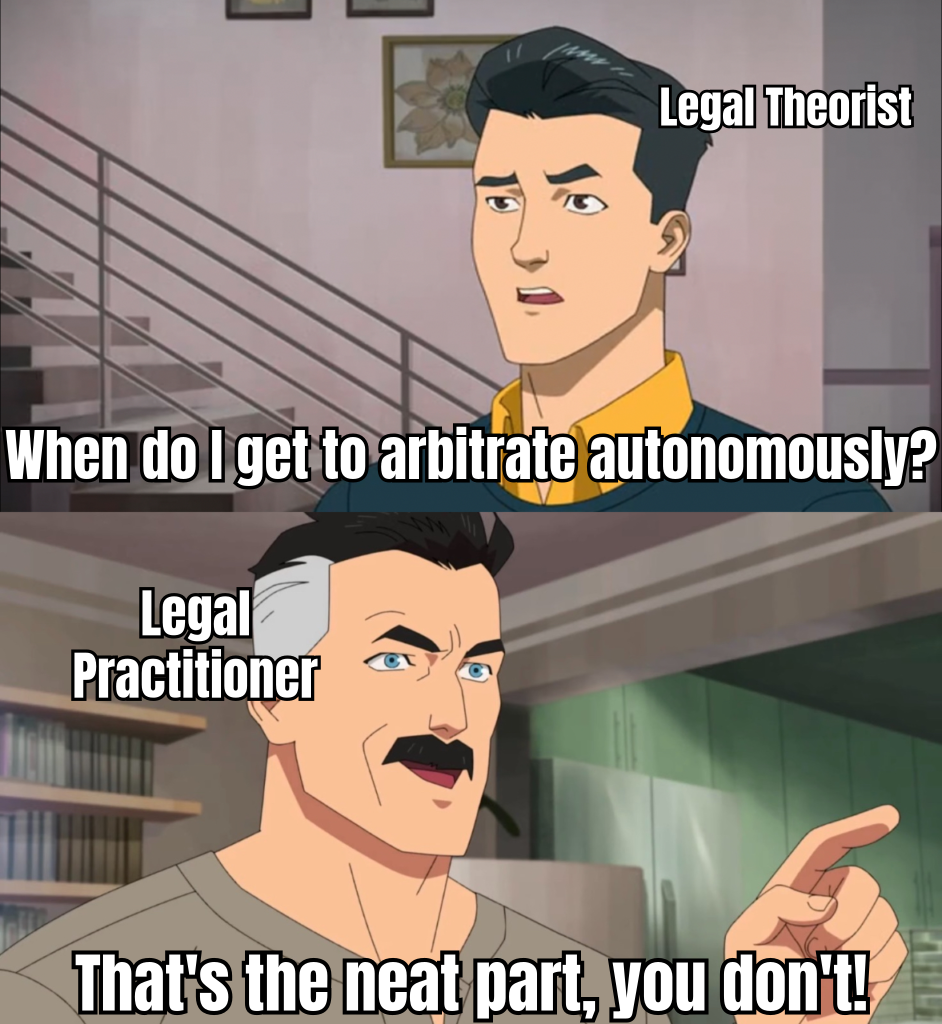 Legal Theorist
When do I get to arbitrate autonomously?
Legal
Practitioner
That's the neat part, you don't!